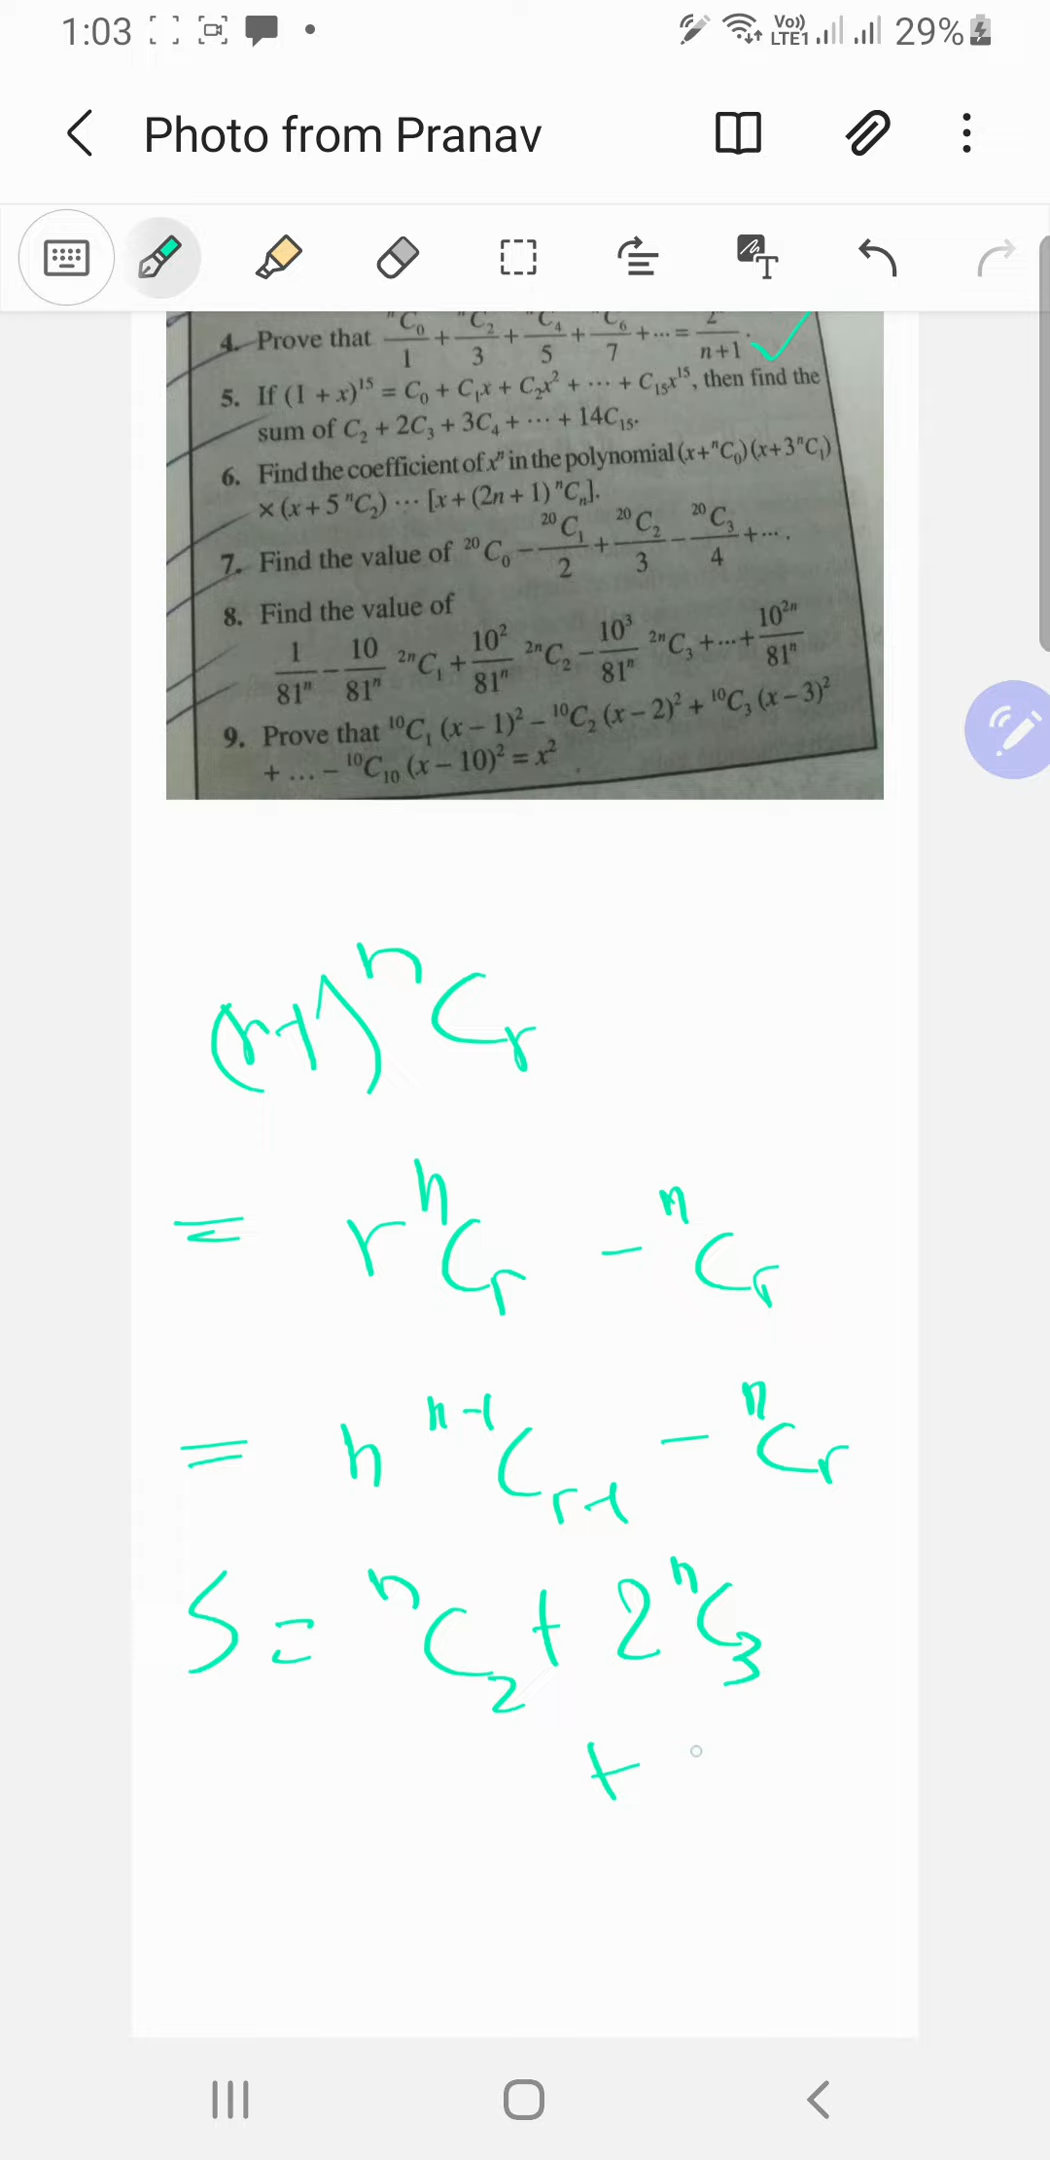 1:03 Vo)) LTE1 29%
Photo from Pranav
4. Prove that ⁿC₀/1 + ⁿC₂/3 + ⁿC₄/5 + ⁿC₆/7 + ... = 2/n+1.
5. If (1 + x)¹⁵ = C₀ + C₁x + C₂x² + ··· + C₁₅x¹⁵, then find the
sum of C₂ + 2C₃ + 3C₄ + ··· + 14C₁₅.
6. Find the coefficient of xⁿ in the polynomial (x+ⁿC₀)(x+3ⁿC₁)
×(x+5 ⁿC₂) ··· [x+(2n+1) ⁿCₙ].
7. Find the value of ²⁰C₀ − ²⁰C₁/2 + ²⁰C₂/3 − ²⁰C₃/4 + ··· .
8. Find the value of
1/81ⁿ − 10/81ⁿ ²ⁿC₁ + 10²/81ⁿ ²ⁿC₂ − 10³/81ⁿ ²ⁿC₃ +...+ 10²ⁿ/81ⁿ
9. Prove that ¹⁰C₁ (x−1)² − ¹⁰C₂ (x−2)² + ¹⁰C₃ (x−3)²
+ ... − ¹⁰C₁₀ (x−10)² = x²
(r-1) ⁿCr
= r ⁿCr − ⁿCr
= n ⁿ⁻¹Cr-1 − ⁿCr
S = ⁿC₂ + 2 ⁿC₃
+